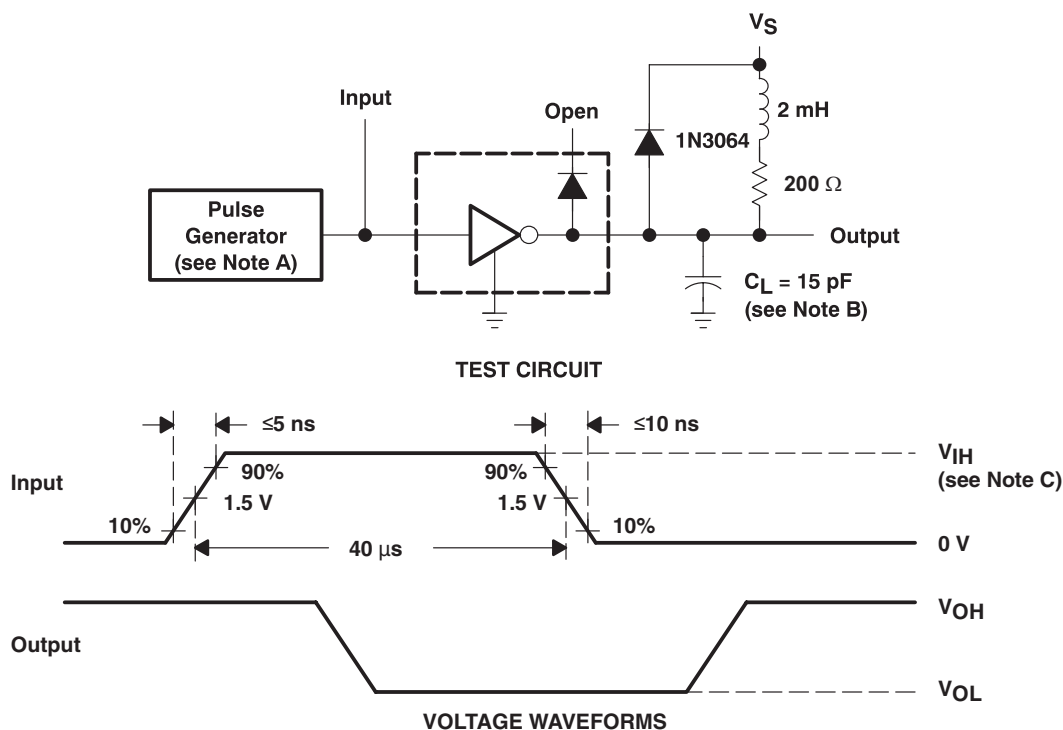 VS
Input
Open
2 mH
1N3064
200 Ω
Pulse
Generator
(see Note A)
Output
CL = 15 pF
(see Note B)
TEST CIRCUIT
≤5 ns
≤10 ns
Input
90%
90%
VIH
(see Note C)
1.5 V
1.5 V
10%
10%
40 μs
0 V
Output
VOH
VOL
VOLTAGE WAVEFORMS